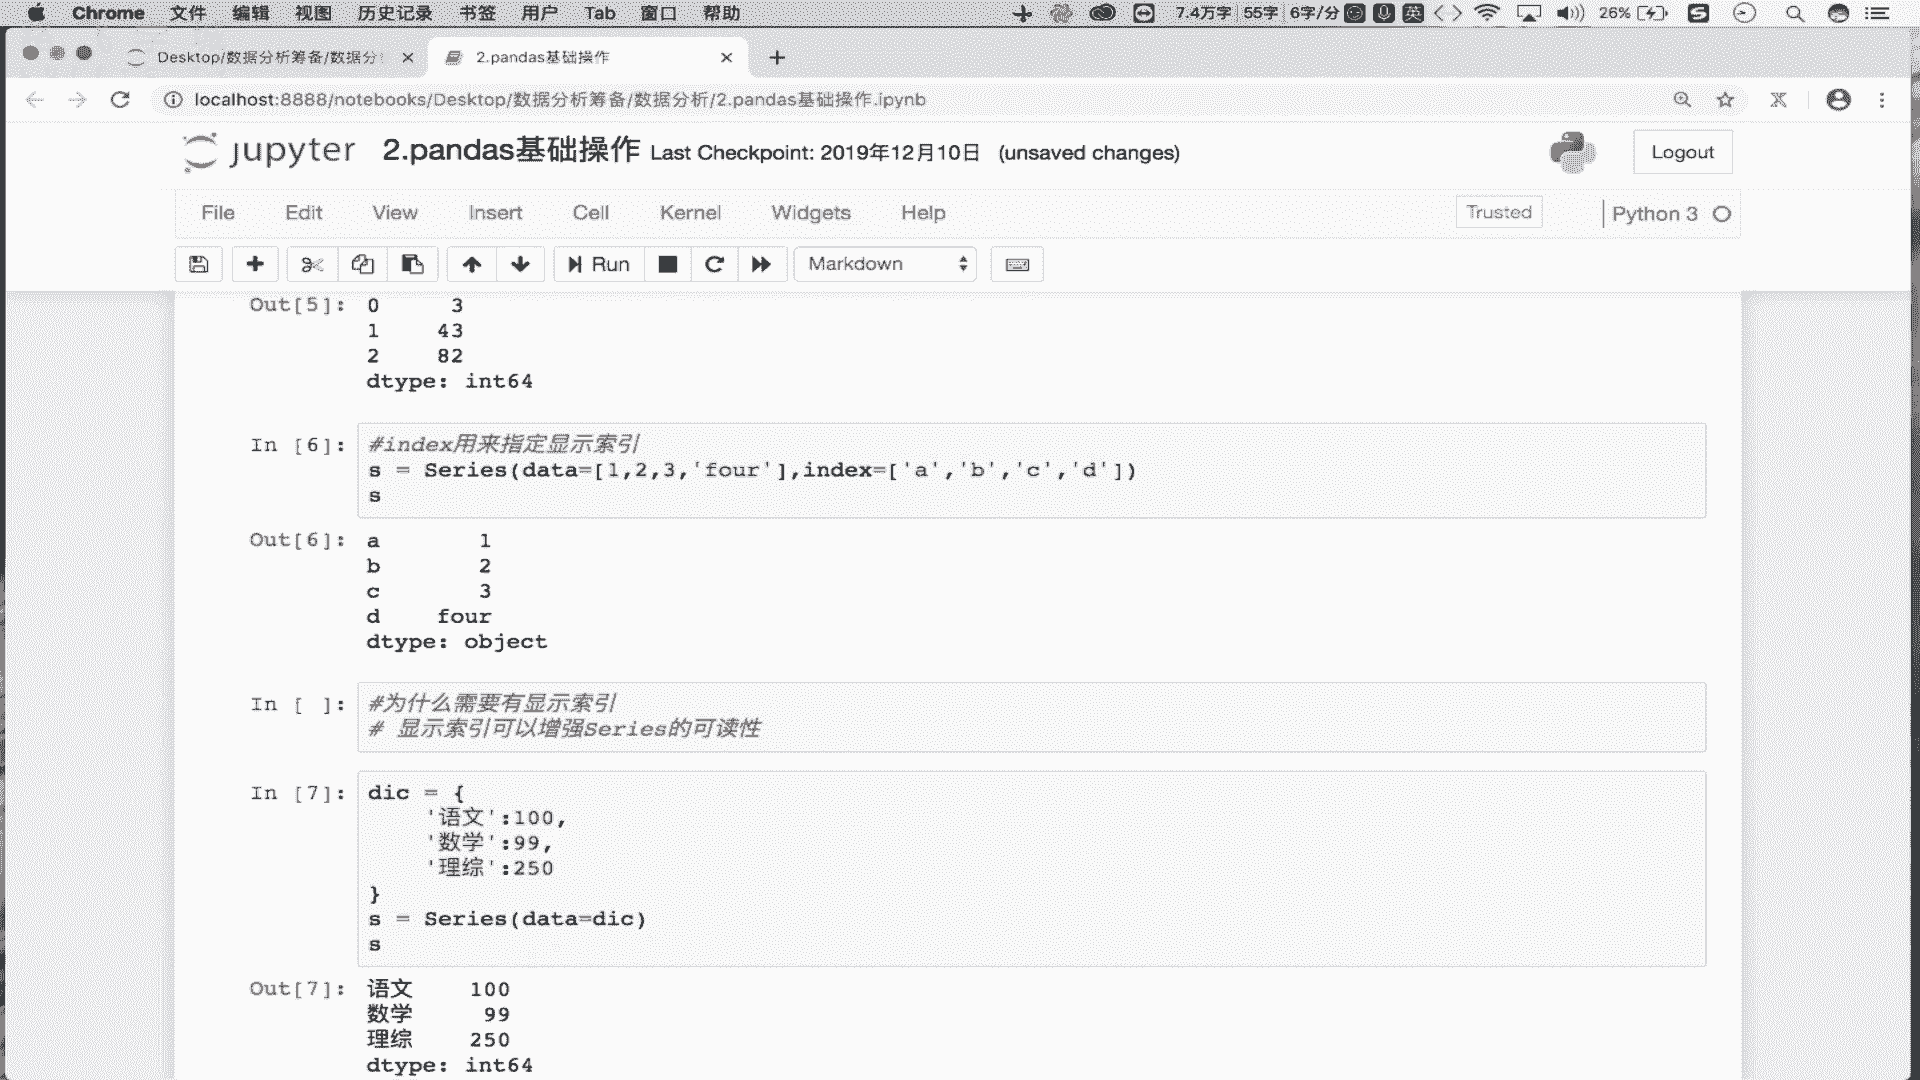 Chrome 文件 编辑 视图 历史记录 书签 用户 Tab 窗口 帮助 7.4万字 55字 6字/分 英 26%
Desktop/数据分析筹备/数据分 2.pandas基础操作
localhost:8888/notebooks/Desktop/数据分析筹备/数据分析/2.pandas基础操作.ipynb
jupyter 2.pandas基础操作 Last Checkpoint: 2019年12月10日 (unsaved changes) Logout
File Edit View Insert Cell Kernel Widgets Help Trusted Python 3
Run Markdown
Out[5]: 0 3
1 43
2 82
dtype: int64
In [6]: #index用来指定显示索引
s = Series(data=[1,2,3,'four'],index=['a','b','c','d'])
s
Out[6]: a 1
b 2
c 3
d four
dtype: object
In [ ]: #为什么需要有显示索引
# 显示索引可以增强Series的可读性
In [7]: dic = {
'语文':100,
'数学':99,
'理综':250
}
s = Series(data=dic)
s
Out[7]: 语文 100
数学 99
理综 250
dtype: int64